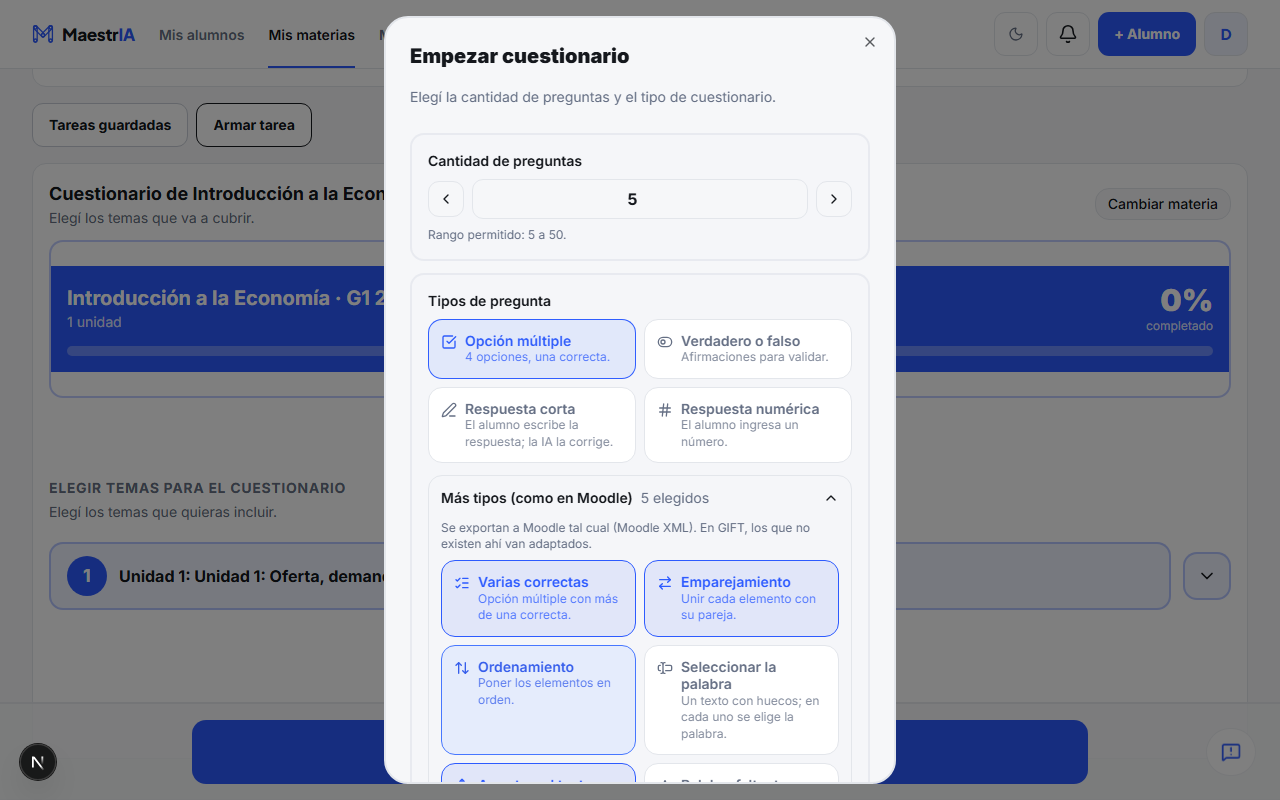 MaestrIA
Mis alumnos
Mis materias
+ Alumno
D
Tareas guardadas
Armar tarea
Cuestionario de Introducción a la Econ
Elegí los temas que va a cubrir.
Cambiar materia
Introducción a la Economía · G1 2
1 unidad
0%
completado
ELEGIR TEMAS PARA EL CUESTIONARIO
Elegí los temas que quieras incluir.
1
Unidad 1: Unidad 1: Oferta, deman
N
Empezar cuestionario
Elegí la cantidad de preguntas y el tipo de cuestionario.
Cantidad de preguntas
5
Rango permitido: 5 a 50.
Tipos de pregunta
Opción múltiple
4 opciones, una correcta.
Verdadero o falso
Afirmaciones para validar.
Respuesta corta
El alumno escribe la
respuesta; la IA la corrige.
Respuesta numérica
El alumno ingresa un
número.
Más tipos (como en Moodle) 5 elegidos
Se exportan a Moodle tal cual (Moodle XML). En GIFT, los que no
existen ahí van adaptados.
Varias correctas
Opción múltiple con más
de una correcta.
Emparejamiento
Unir cada elemento con
su pareja.
Ordenamiento
Poner los elementos en
orden.
Seleccionar la
palabra
Un texto con huecos; en
cada uno se elige la
palabra.